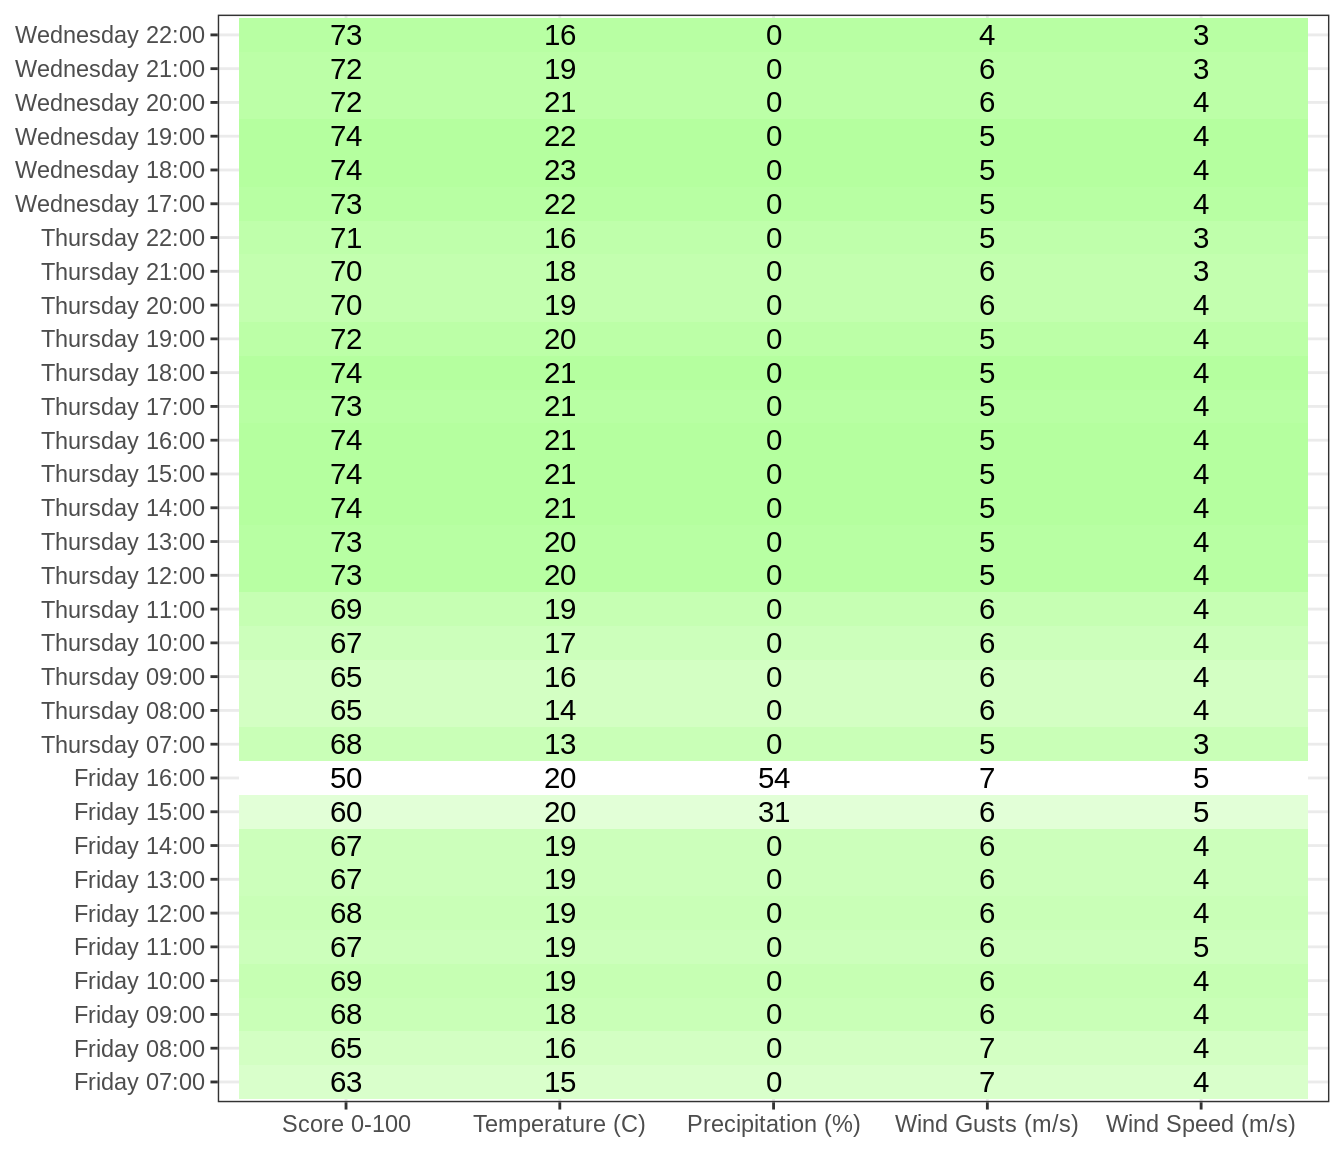 Wednesday 22:00 73 16 0 4 3
Wednesday 21:00 72 19 0 6 3
Wednesday 20:00 72 21 0 6 4
Wednesday 19:00 74 22 0 5 4
Wednesday 18:00 74 23 0 5 4
Wednesday 17:00 73 22 0 5 4
Thursday 22:00 71 16 0 5 3
Thursday 21:00 70 18 0 6 3
Thursday 20:00 70 19 0 6 4
Thursday 19:00 72 20 0 5 4
Thursday 18:00 74 21 0 5 4
Thursday 17:00 73 21 0 5 4
Thursday 16:00 74 21 0 5 4
Thursday 15:00 74 21 0 5 4
Thursday 14:00 74 21 0 5 4
Thursday 13:00 73 20 0 5 4
Thursday 12:00 73 20 0 5 4
Thursday 11:00 69 19 0 6 4
Thursday 10:00 67 17 0 6 4
Thursday 09:00 65 16 0 6 4
Thursday 08:00 65 14 0 6 4
Thursday 07:00 68 13 0 5 3
Friday 16:00 50 20 54 7 5
Friday 15:00 60 20 31 6 5
Friday 14:00 67 19 0 6 4
Friday 13:00 67 19 0 6 4
Friday 12:00 68 19 0 6 4
Friday 11:00 67 19 0 6 5
Friday 10:00 69 19 0 6 4
Friday 09:00 68 18 0 6 4
Friday 08:00 65 16 0 7 4
Friday 07:00 63 15 0 7 4
Score 0-100 Temperature (C) Precipitation (%) Wind Gusts (m/s) Wind Speed (m/s)